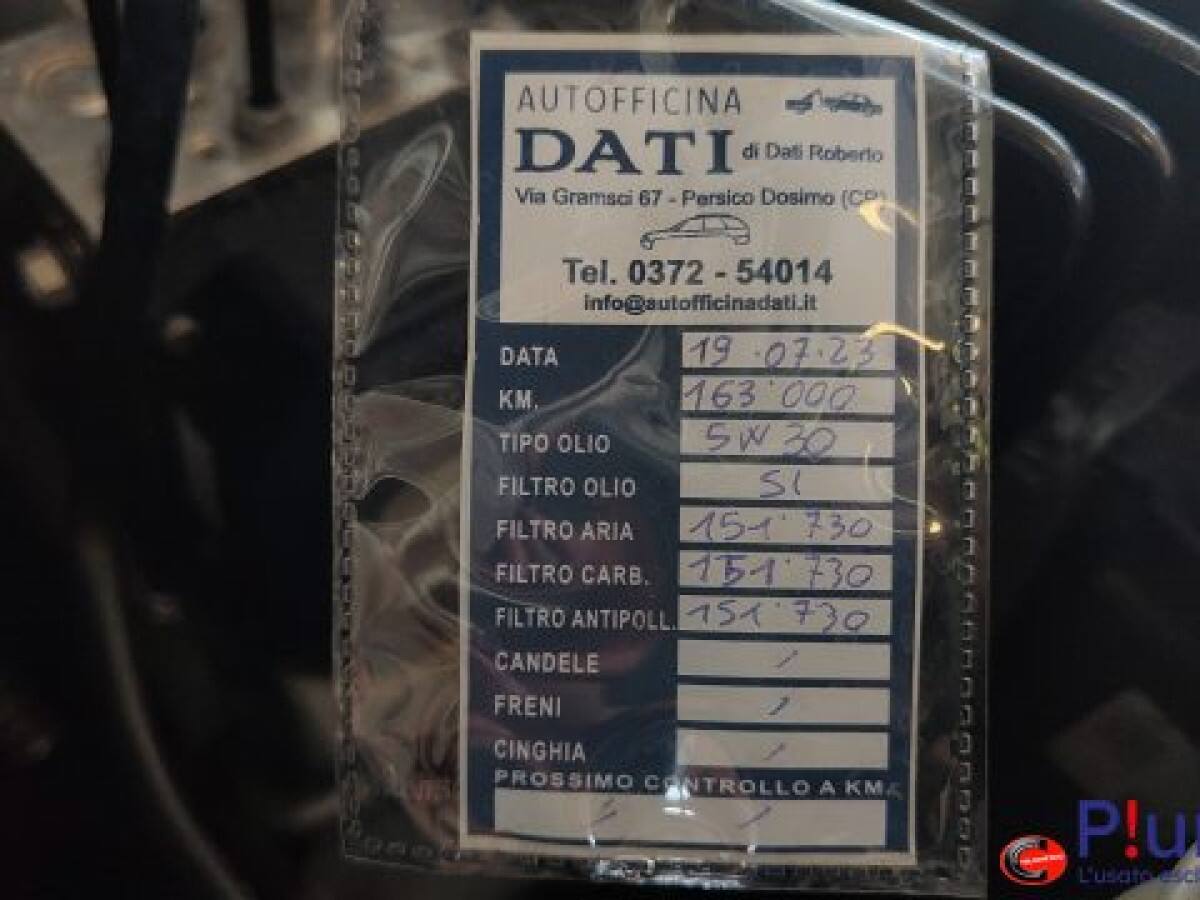 AUTOFFICINA
DATI di Dati Roberto
Via Gramsci 67 - Persico Dosimo (CR)
Tel. 0372 - 54014
info@autofficinadati.it
DATA 19.07.23
KM. 163'000
TIPO OLIO 5W30
FILTRO OLIO SI
FILTRO ARIA 151'730
FILTRO CARB. 151'730
FILTRO ANTIPOLL. 151'730
CANDELE /
FRENI /
CINGHIA /
PROSSIMO CONTROLLO A KM.
/ /
P!u
L'usato